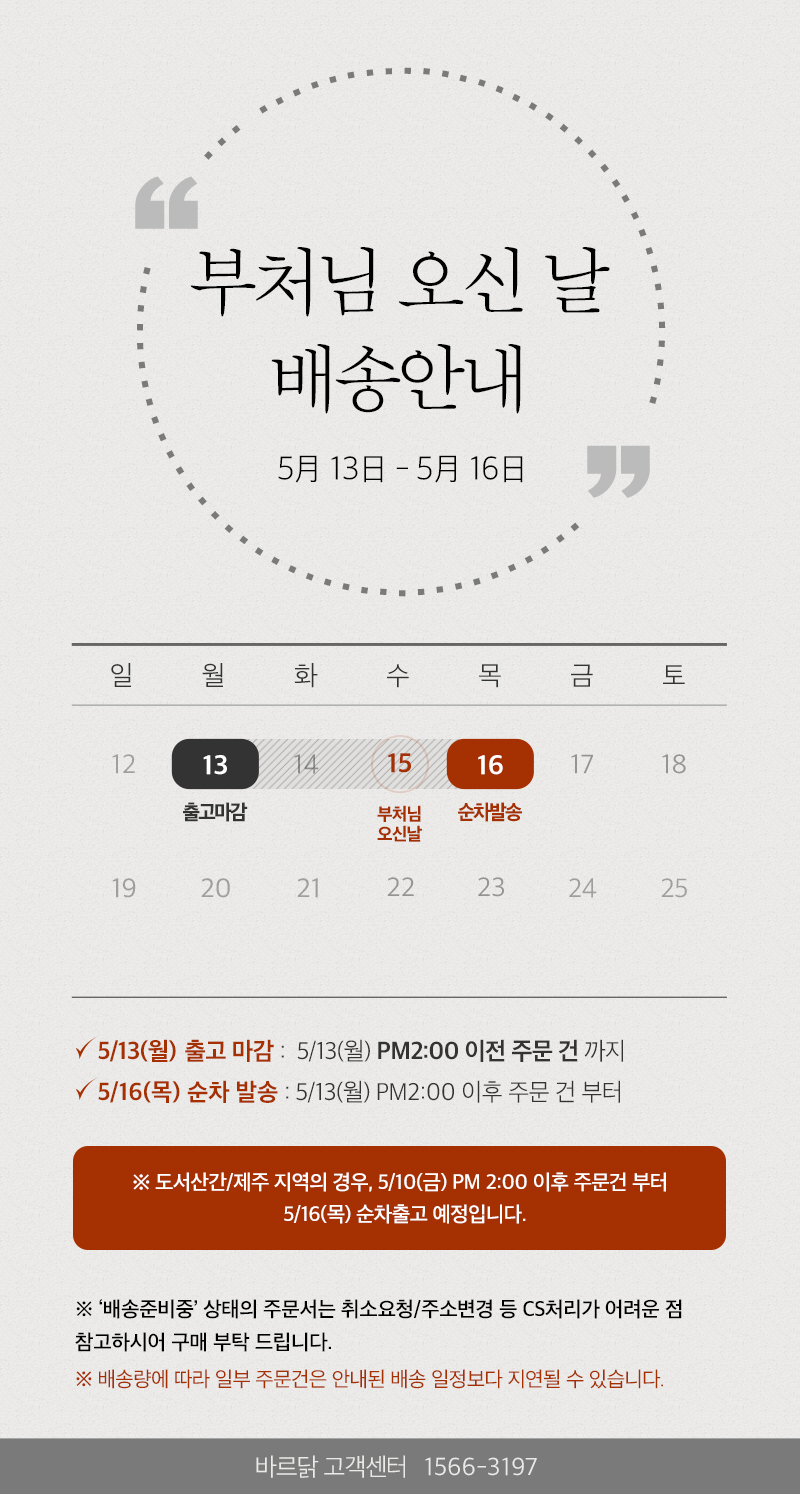 “
부처님 오신 날
배송안내
5月 13日 - 5月 16日
”
일 월 화 수 목 금 토
12 13 14 15 16 17 18
출고마감 부처님 순차발송
오신날
19 20 21 22 23 24 25
✓5/13(월) 출고 마감 : 5/13(월) PM2:00 이전 주문 건 까지
✓5/16(목) 순차 발송 : 5/13(월) PM2:00 이후 주문 건 부터
※ 도서산간/제주 지역의 경우, 5/10(금) PM 2:00 이후 주문건 부터
5/16(목) 순차출고 예정입니다.
※ ‘배송준비중’ 상태의 주문서는 취소요청/주소변경 등 CS처리가 어려운 점
참고하시어 구매 부탁 드립니다.
※ 배송량에 따라 일부 주문건은 안내된 배송 일정보다 지연될 수 있습니다.
바르닭 고객센터 1566-3197